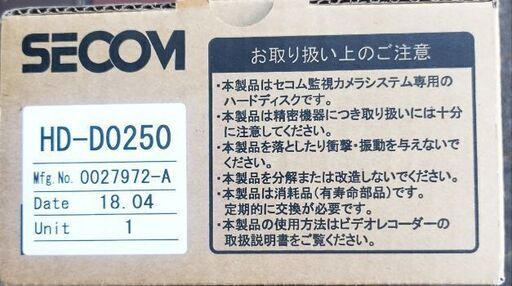 SECOM
HD-D0250
Mfg.No. 0027972-A
Date 18.04
Unit 1
お取り扱い上のご注意
・本製品はセコム監視カメラシステム専用の
ハードディスクです。
・本製品は精密機器につき取り扱いには十分
に注意してください。
・本製品を落としたり衝撃・振動を与えないで
ください。
・本製品を分解または改造しないでください。
・本製品は消耗品(有寿命部品)です。
定期的に交換が必要です。
・本製品の使用方法はビデオレコーダーの
取扱説明書をご覧ください。